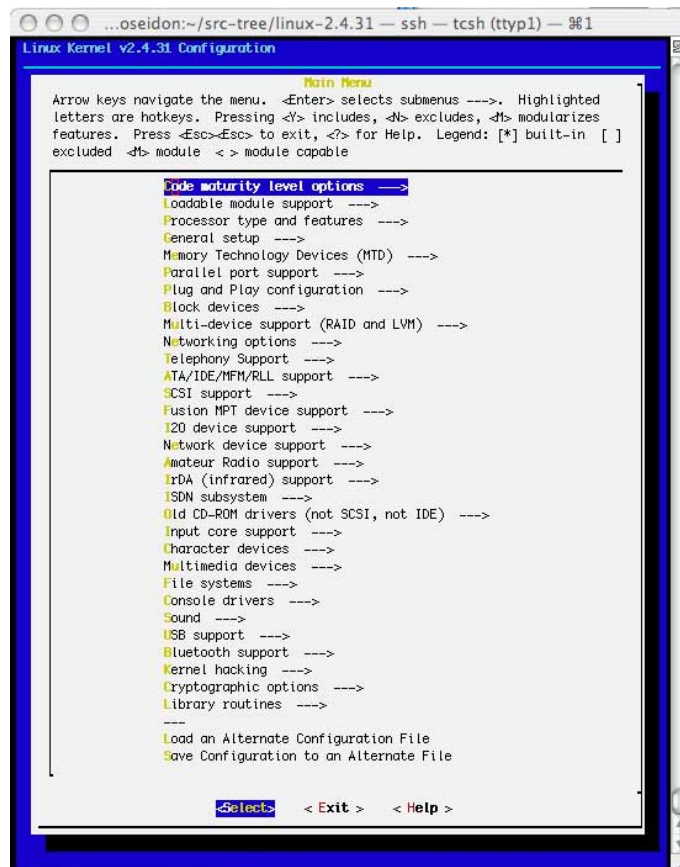 ...oseidon:~/src-tree/linux-2.4.31 — ssh — tcsh (ttyp1) — ⌘1
Linux Kernel v2.4.31 Configuration
Main Menu
Arrow keys navigate the menu. <Enter> selects submenus --->. Highlighted
letters are hotkeys. Pressing <Y> includes, <N> excludes, <M> modularizes
features. Press <Esc><Esc> to exit, <?> for Help. Legend: [*] built-in [ ]
excluded <M> module < > module capable
Code maturity level options --->
Loadable module support --->
Processor type and features --->
General setup --->
Memory Technology Devices (MTD) --->
Parallel port support --->
Plug and Play configuration --->
Block devices --->
Multi-device support (RAID and LVM) --->
Networking options --->
Telephony Support --->
ATA/IDE/MFM/RLL support --->
SCSI support --->
Fusion MPT device support --->
I2O device support --->
Network device support --->
Amateur Radio support --->
IrDA (infrared) support --->
ISDN subsystem --->
Old CD-ROM drivers (not SCSI, not IDE) --->
Input core support --->
Character devices --->
Multimedia devices --->
File systems --->
Console drivers --->
Sound --->
USB support --->
Bluetooth support --->
Kernel hacking --->
Cryptographic options --->
Library routines --->
---
Load an Alternate Configuration File
Save Configuration to an Alternate File
<Select> < Exit > < Help >